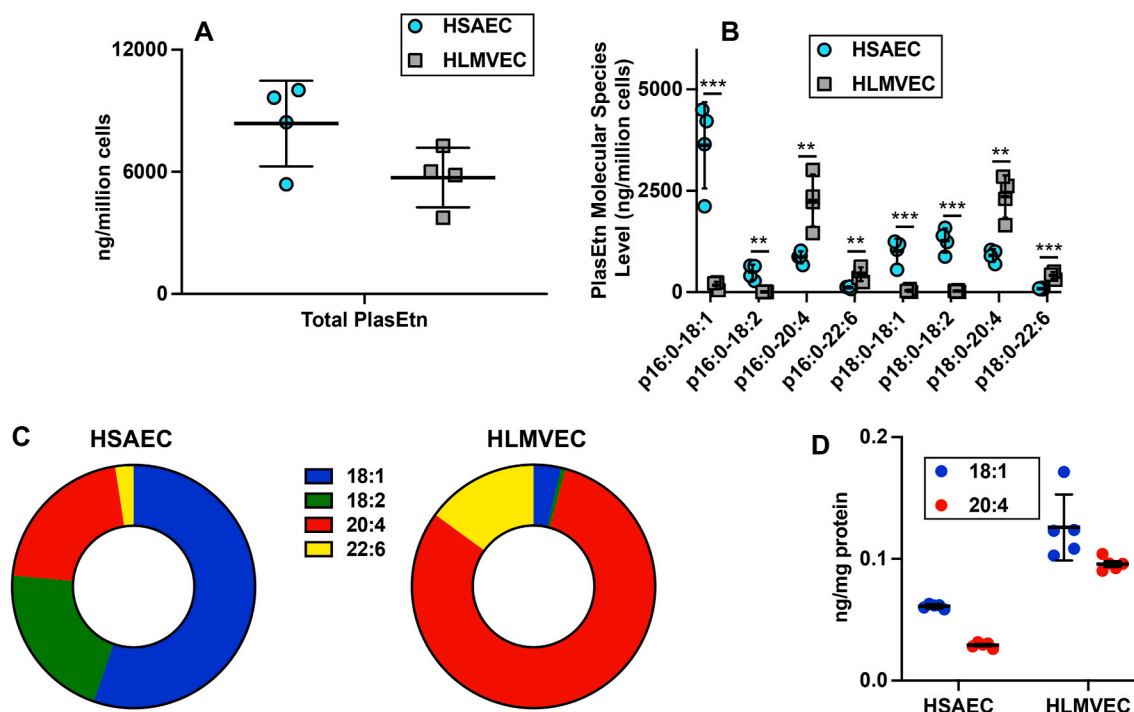 A
HSAEC
HLMVEC
12000
6000
0
ng/million cells
Total PlasEtn
B
HSAEC
HLMVEC
PlasEtn Molecular Species
Level (ng/million cells)
5000
2500
0
***
**
**
**
***
***
**
***
p16:0-18:1
p16:0-18:2
p16:0-20:4
p16:0-22:6
p18:0-18:1
p18:0-18:2
p18:0-20:4
p18:0-22:6
C
HSAEC
HLMVEC
18:1
18:2
20:4
22:6
D
18:1
20:4
0.2
0.1
0.0
ng/mg protein
HSAEC
HLMVEC